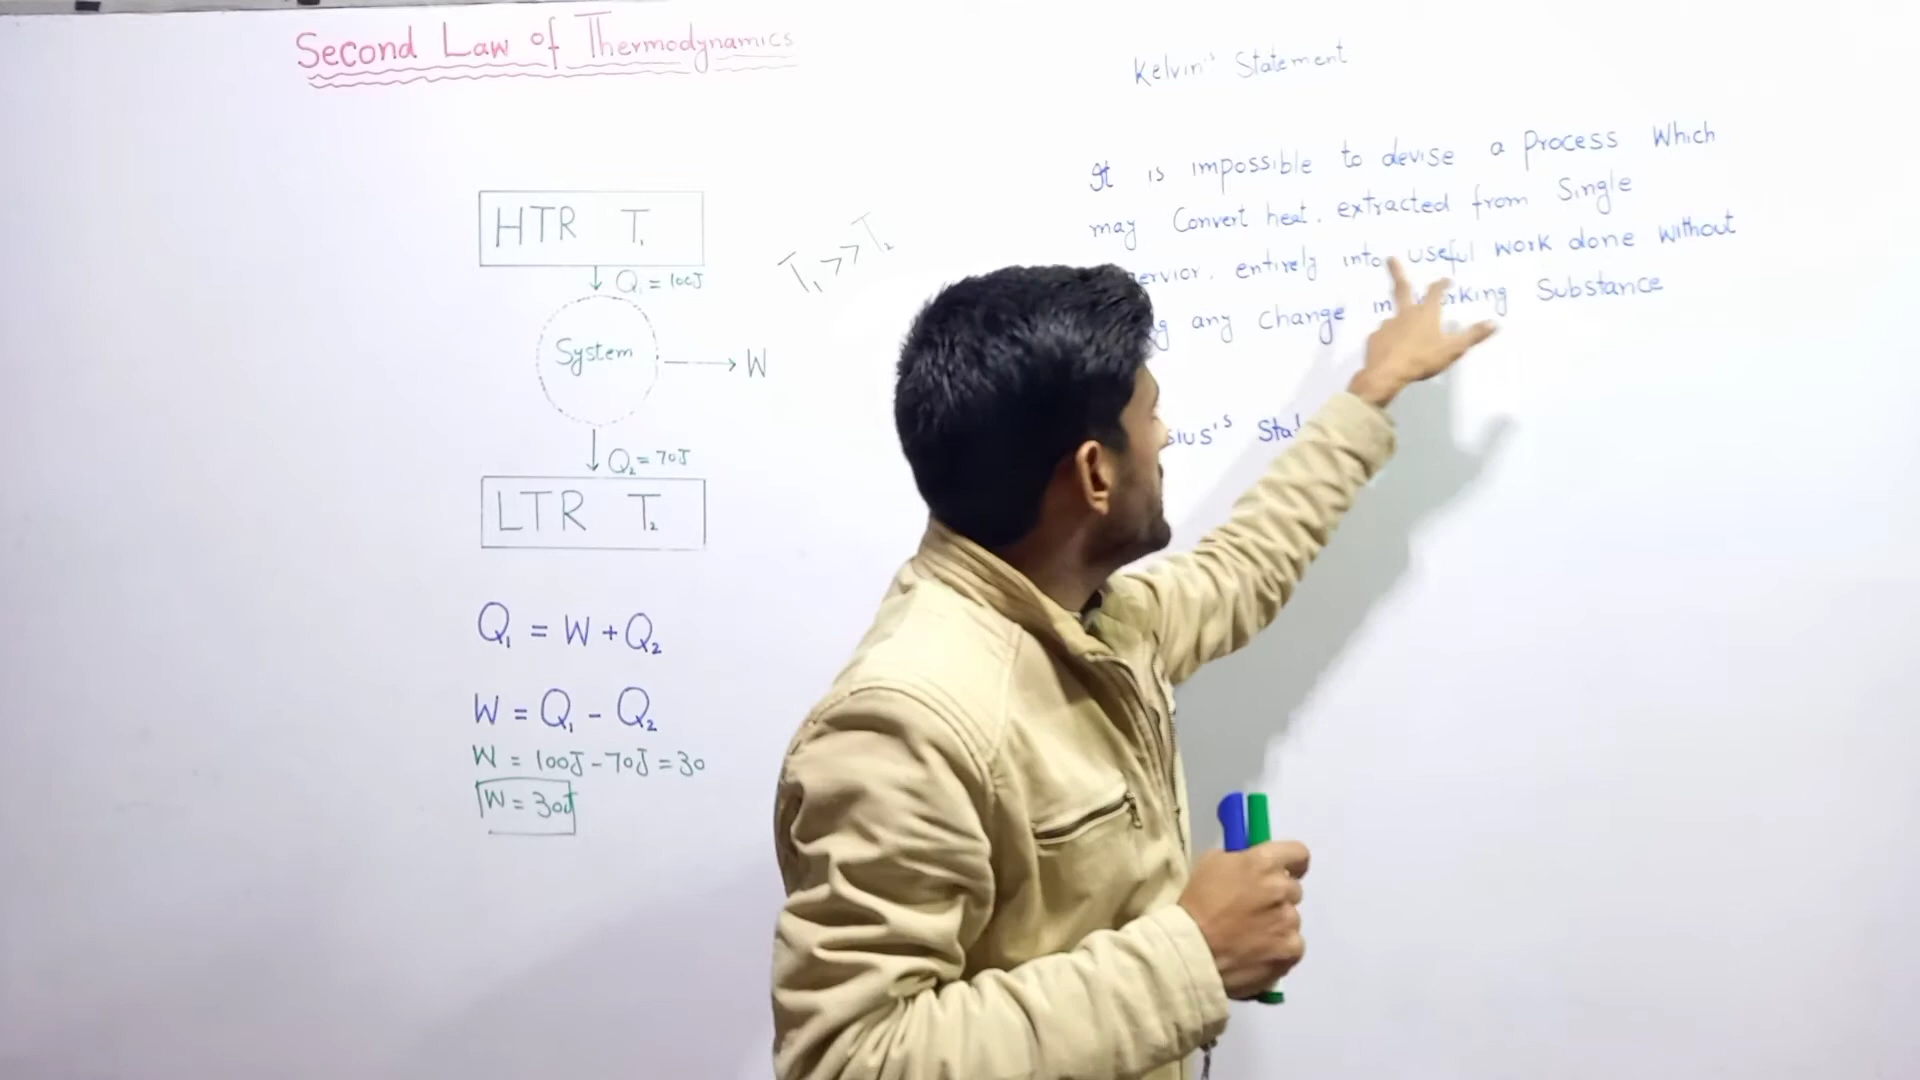 Second Law of Thermodynamics
HTR T₁
Q₁ = 100J
System
W
Q₂ = 70J
LTR T₂
T₁ >> T₂
Q₁ = W + Q₂
W = Q₁ - Q₂
W = 100J - 70J = 30
W = 30J
Kelvin's Statement
It is impossible to devise a Process Which
may Convert heat. extracted from Single
entirely into useful work done without
any Change in Substance